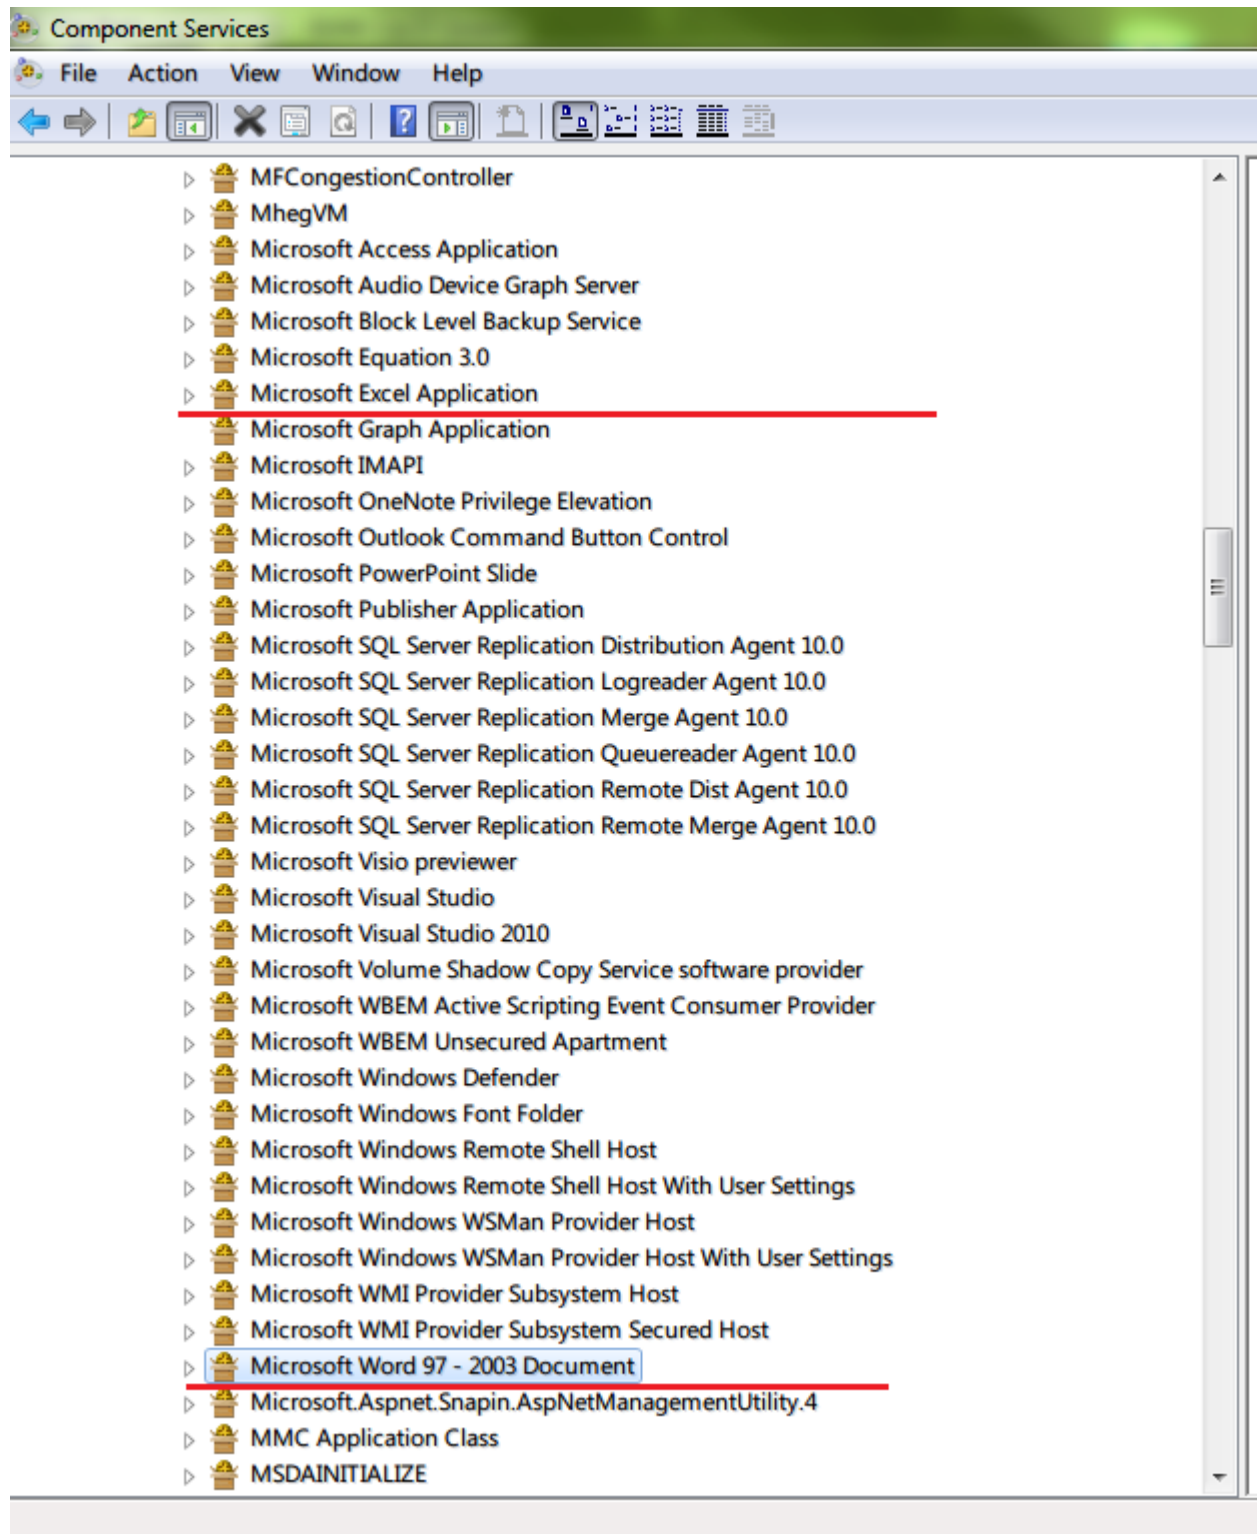 Component Services
File Action View Window Help
MFCongestionController
MhegVM
Microsoft Access Application
Microsoft Audio Device Graph Server
Microsoft Block Level Backup Service
Microsoft Equation 3.0
Microsoft Excel Application
Microsoft Graph Application
Microsoft IMAPI
Microsoft OneNote Privilege Elevation
Microsoft Outlook Command Button Control
Microsoft PowerPoint Slide
Microsoft Publisher Application
Microsoft SQL Server Replication Distribution Agent 10.0
Microsoft SQL Server Replication Logreader Agent 10.0
Microsoft SQL Server Replication Merge Agent 10.0
Microsoft SQL Server Replication Queuereader Agent 10.0
Microsoft SQL Server Replication Remote Dist Agent 10.0
Microsoft SQL Server Replication Remote Merge Agent 10.0
Microsoft Visio previewer
Microsoft Visual Studio
Microsoft Visual Studio 2010
Microsoft Volume Shadow Copy Service software provider
Microsoft WBEM Active Scripting Event Consumer Provider
Microsoft WBEM Unsecured Apartment
Microsoft Windows Defender
Microsoft Windows Font Folder
Microsoft Windows Remote Shell Host
Microsoft Windows Remote Shell Host With User Settings
Microsoft Windows WSMan Provider Host
Microsoft Windows WSMan Provider Host With User Settings
Microsoft WMI Provider Subsystem Host
Microsoft WMI Provider Subsystem Secured Host
Microsoft Word 97 - 2003 Document
Microsoft.Aspnet.Snapin.AspNetManagementUtility.4
MMC Application Class
MSDAINITIALIZE